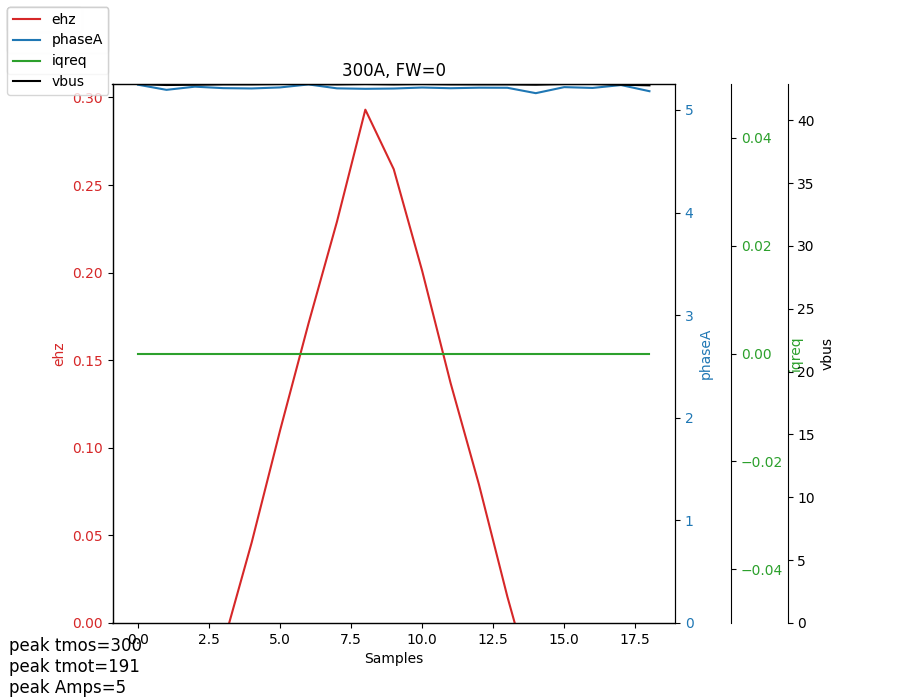 ehz
phaseA
iqreq
vbus
300A, FW=0
0.30
0.25
0.20
0.15
0.10
0.05
0.00
ehz
0.0 2.5 5.0 7.5 10.0 12.5 15.0 17.5
Samples
5
4
3
2
1
0
phaseA
0.04
0.02
0.00
−0.02
−0.04
iqreq
40
35
30
25
20
15
10
5
0
vbus
peak tmos=300
peak tmot=191
peak Amps=5